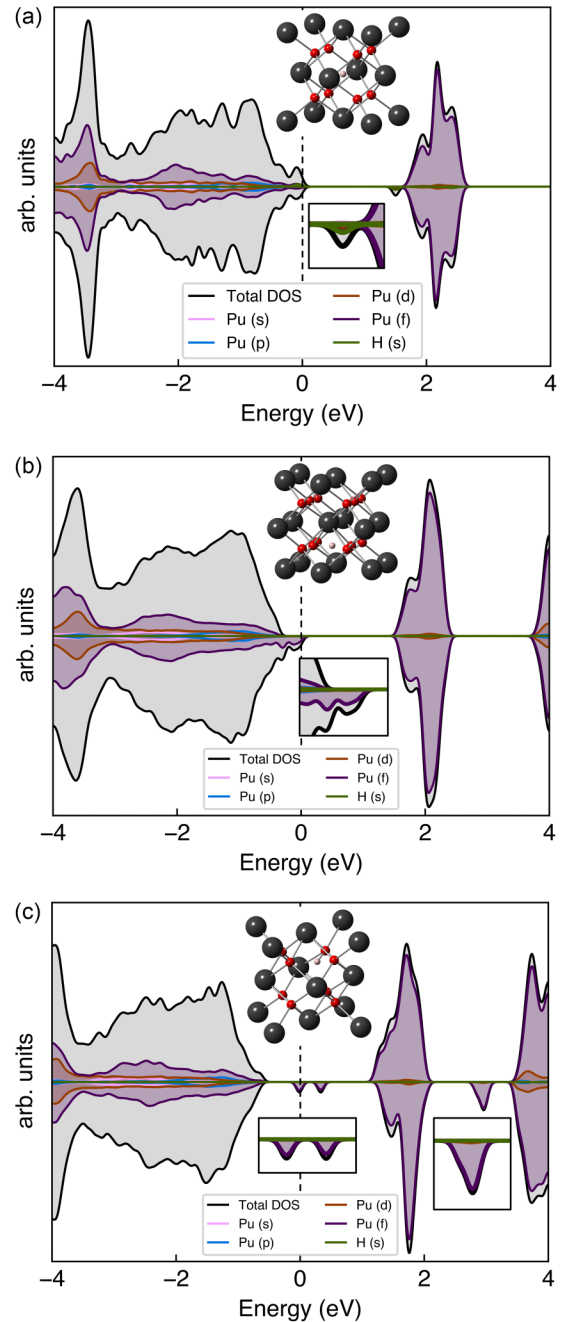 (a)
arb. units
Total DOS
Pu (s)
Pu (p)
Pu (d)
Pu (f)
H (s)
−4 −2 0 2 4
Energy (eV)
(b)
arb. units
Total DOS
Pu (s)
Pu (p)
Pu (d)
Pu (f)
H (s)
−4 −2 0 2 4
Energy (eV)
(c)
arb. units
Total DOS
Pu (s)
Pu (p)
Pu (d)
Pu (f)
H (s)
−4 −2 0 2 4
Energy (eV)